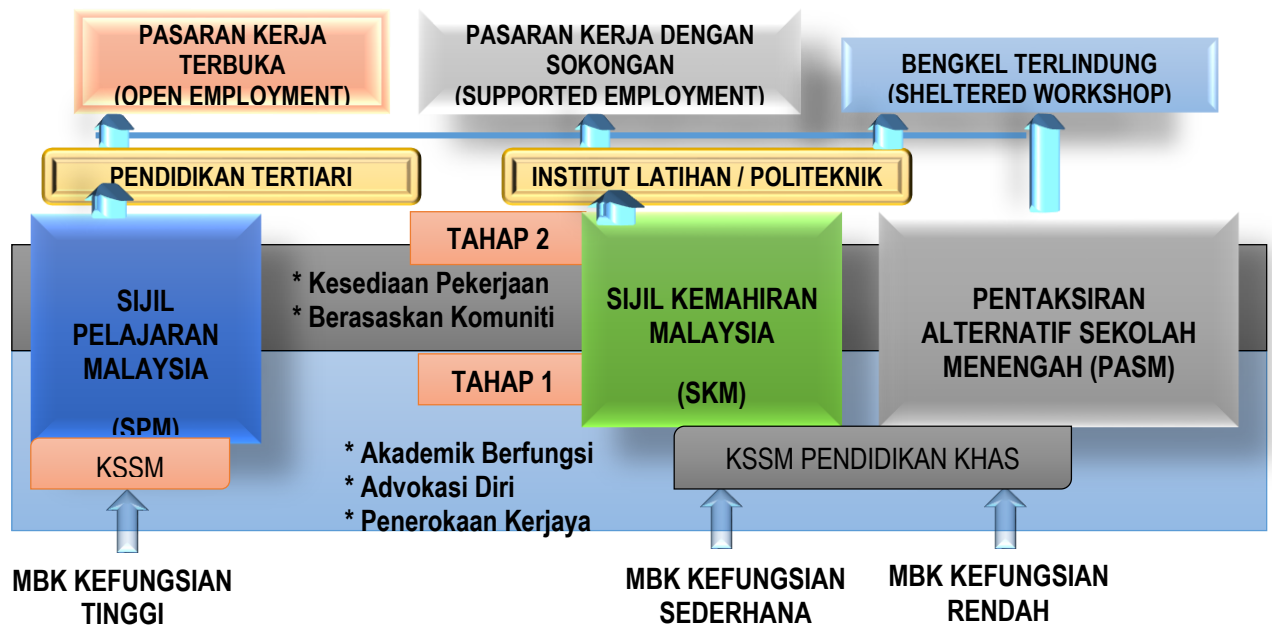 PASARAN KERJA
TERBUKA
(OPEN EMPLOYMENT)
PASARAN KERJA DENGAN
SOKONGAN
(SUPPORTED EMPLOYMENT)
BENGKEL TERLINDUNG
(SHELTERED WORKSHOP)
PENDIDIKAN TERTIARI
INSTITUT LATIHAN / POLITEKNIK
SIJIL
PELAJARAN
MALAYSIA
(SPM)
KSSM
TAHAP 2
* Kesediaan Pekerjaan
* Berasaskan Komuniti
TAHAP 1
* Akademik Berfungsi
* Advokasi Diri
* Penerokaan Kerjaya
SIJIL KEMAHIRAN
MALAYSIA
(SKM)
PENTAKSIRAN
ALTERNATIF SEKOLAH
MENENGAH (PASM)
KSSM PENDIDIKAN KHAS
MBK KEFUNGSIAN
TINGGI
MBK KEFUNGSIAN
SEDERHANA
MBK KEFUNGSIAN
RENDAH